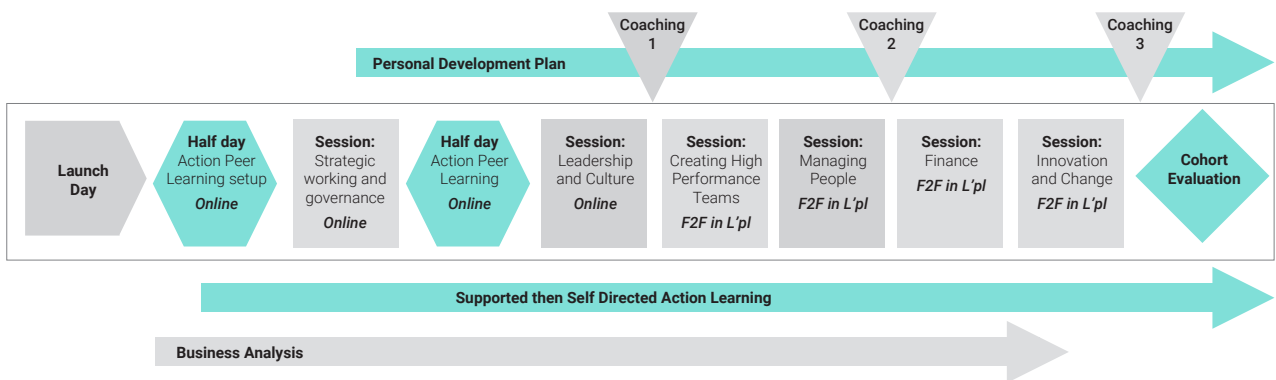 Coaching
1
Coaching
2
Coaching
3
Personal Development Plan
Launch
Day
Half day
Action Peer
Learning setup
Online
Session:
Strategic
working and
governance
Online
Half day
Action Peer
Learning
Online
Session:
Leadership
and Culture
Online
Session:
Creating High
Performance
Teams
F2F in L'pl
Session:
Managing
People
F2F in L'pl
Session:
Finance
F2F in L'pl
Session:
Innovation
and Change
F2F in L'pl
Cohort
Evaluation
Supported then Self Directed Action Learning
Business Analysis